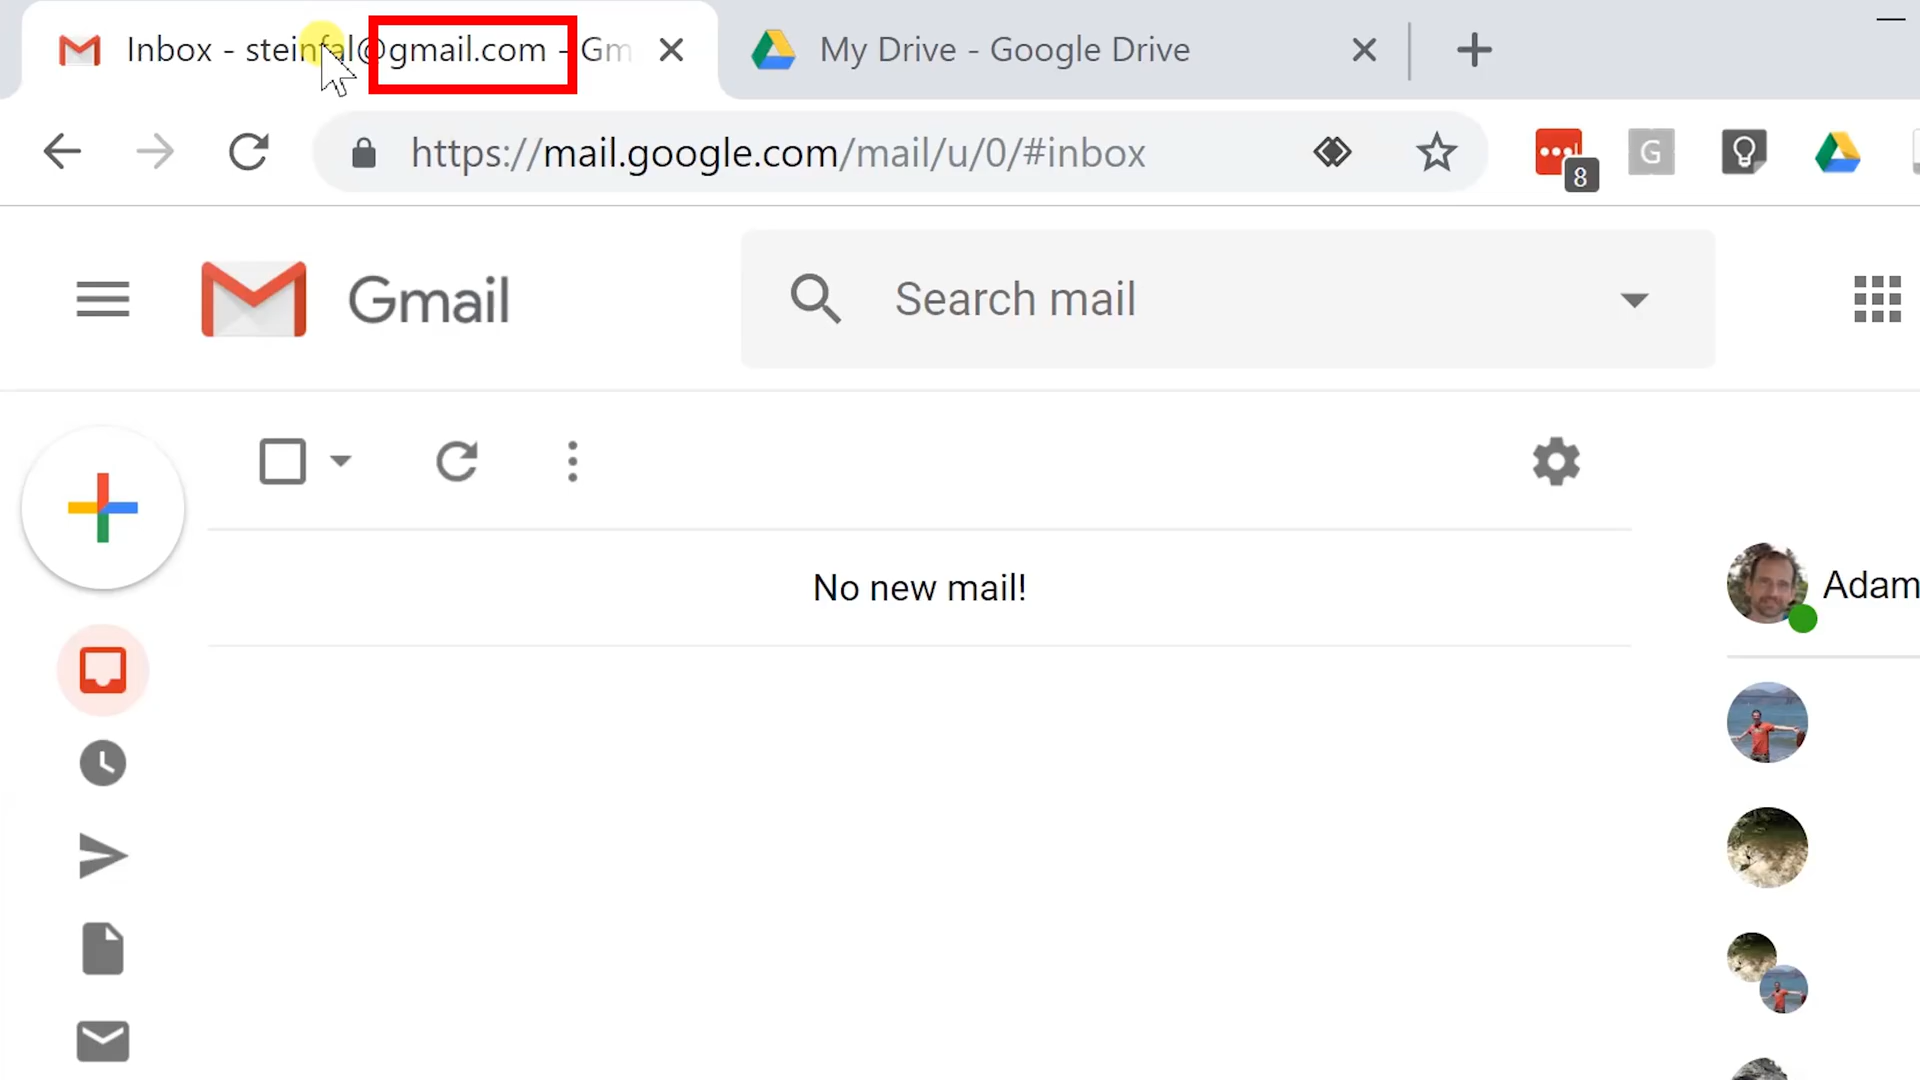 Inbox - steinfal@gmail.com - Gm
My Drive - Google Drive
https://mail.google.com/mail/u/0/#inbox
8
G
Gmail
Search mail
No new mail!
Adam